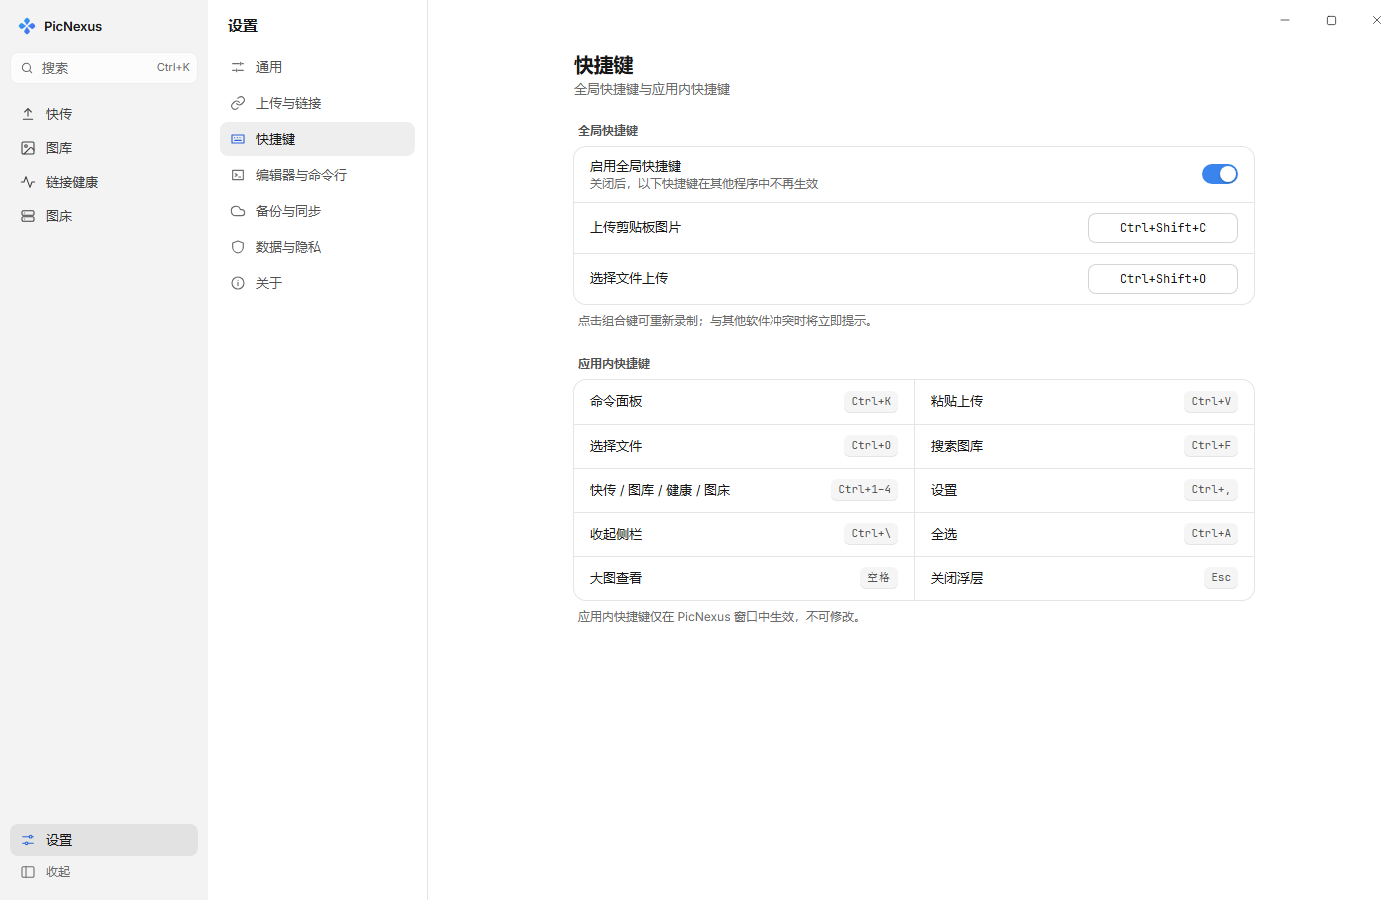 PicNexus
搜索 Ctrl+K
快传
图库
链接健康
图床
设置
收起
设置
通用
上传与链接
快捷键
编辑器与命令行
备份与同步
数据与隐私
关于
快捷键
全局快捷键与应用内快捷键
全局快捷键
启用全局快捷键
关闭后，以下快捷键在其他程序中不再生效
上传剪贴板图片 Ctrl+Shift+C
选择文件上传 Ctrl+Shift+O
点击组合键可重新录制；与其他软件冲突时将立即提示。
应用内快捷键
命令面板 Ctrl+K 粘贴上传 Ctrl+V
选择文件 Ctrl+O 搜索图库 Ctrl+F
快传 / 图库 / 健康 / 图床 Ctrl+1–4 设置 Ctrl+,
收起侧栏 Ctrl+\ 全选 Ctrl+A
大图查看 空格 关闭浮层 Esc
应用内快捷键仅在 PicNexus 窗口中生效，不可修改。